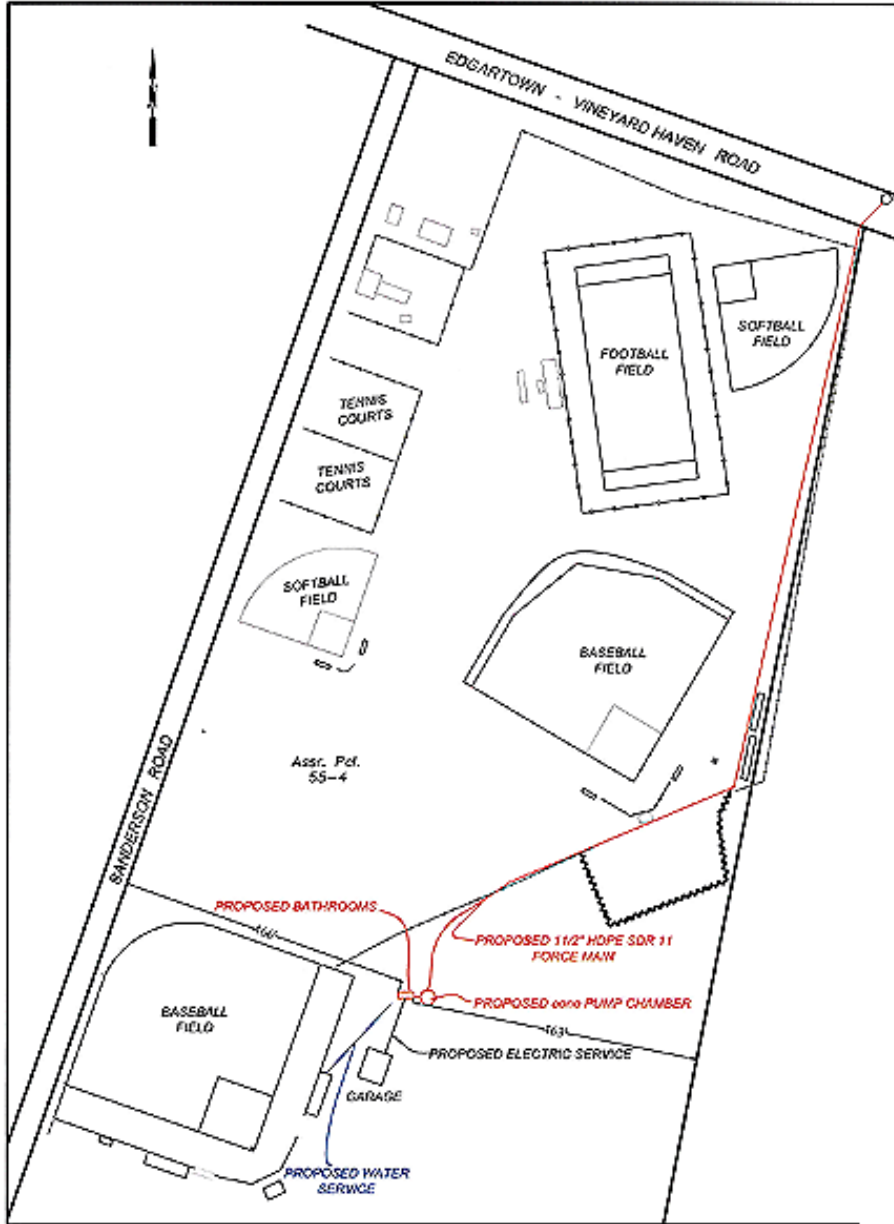 EDGARTOWN - VINEYARD HAVEN ROAD
N
SOFTBALL
FIELD
FOOTBALL
FIELD
TENNIS
COURTS
TENNIS
COURTS
SOFTBALL
FIELD
BASEBALL
FIELD
Assr. Pcl.
55-4
SANDERSON ROAD
PROPOSED BATHROOMS
PROPOSED 11/2" HDPE SDR 11
FORCE MAIN
PROPOSED PUMP CHAMBER
BASEBALL
FIELD
163'
PROPOSED ELECTRIC SERVICE
GARAGE
PROPOSED WATER
SERVICE